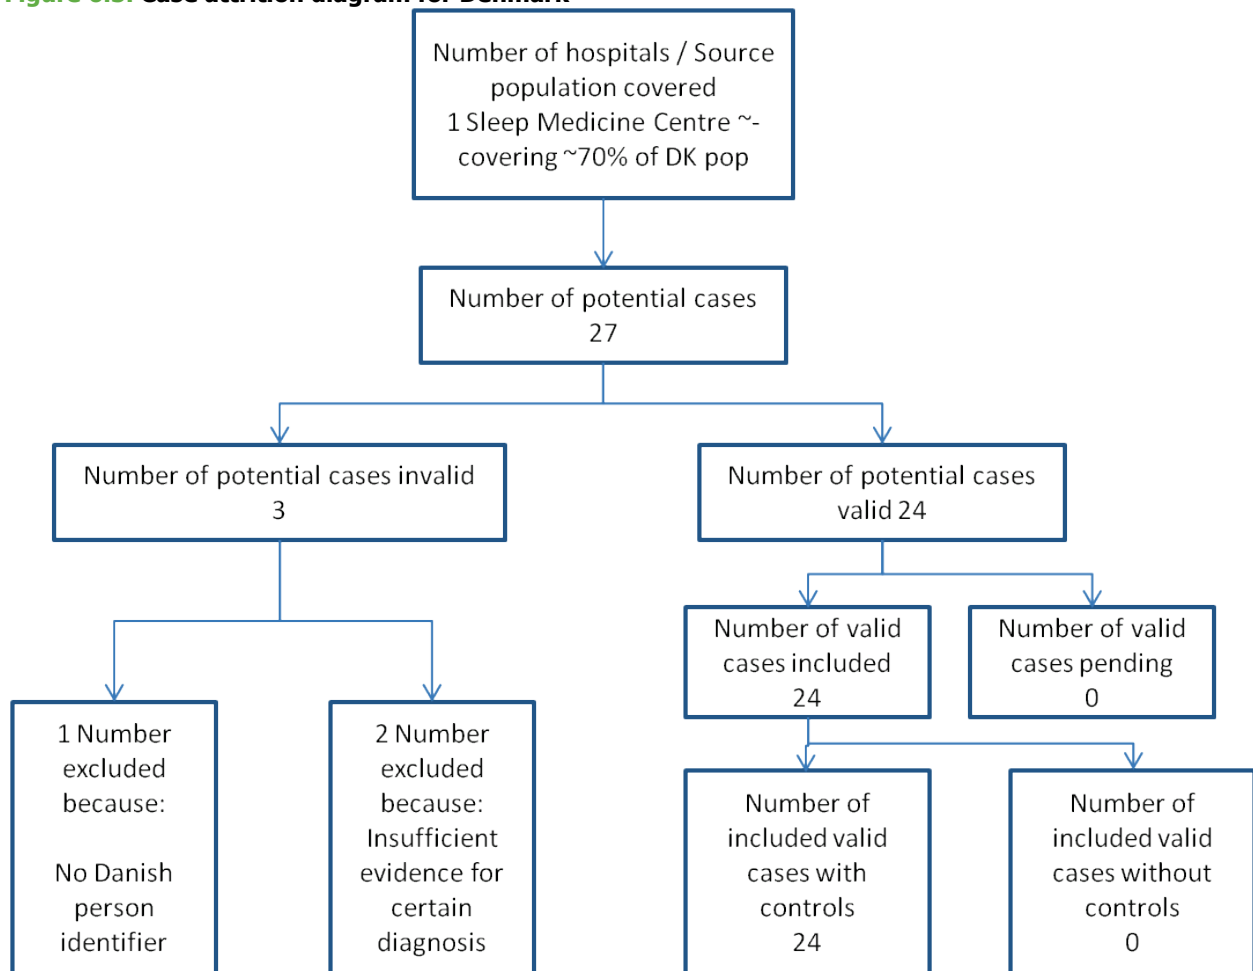 Figure 6.5. Case attrition diagram for Denmark
Number of hospitals / Source
population covered
1 Sleep Medicine Centre ~-
covering ~70% of DK pop
Number of potential cases
27
Number of potential cases invalid
3
Number of potential cases
valid 24
Number of valid
cases included
24
Number of valid
cases pending
0
1 Number
excluded
because:
No Danish
person
identifier
2 Number
excluded
because:
Insufficient
evidence for
certain
diagnosis
Number of
included valid
cases with
controls
24
Number of
included valid
cases without
controls
0